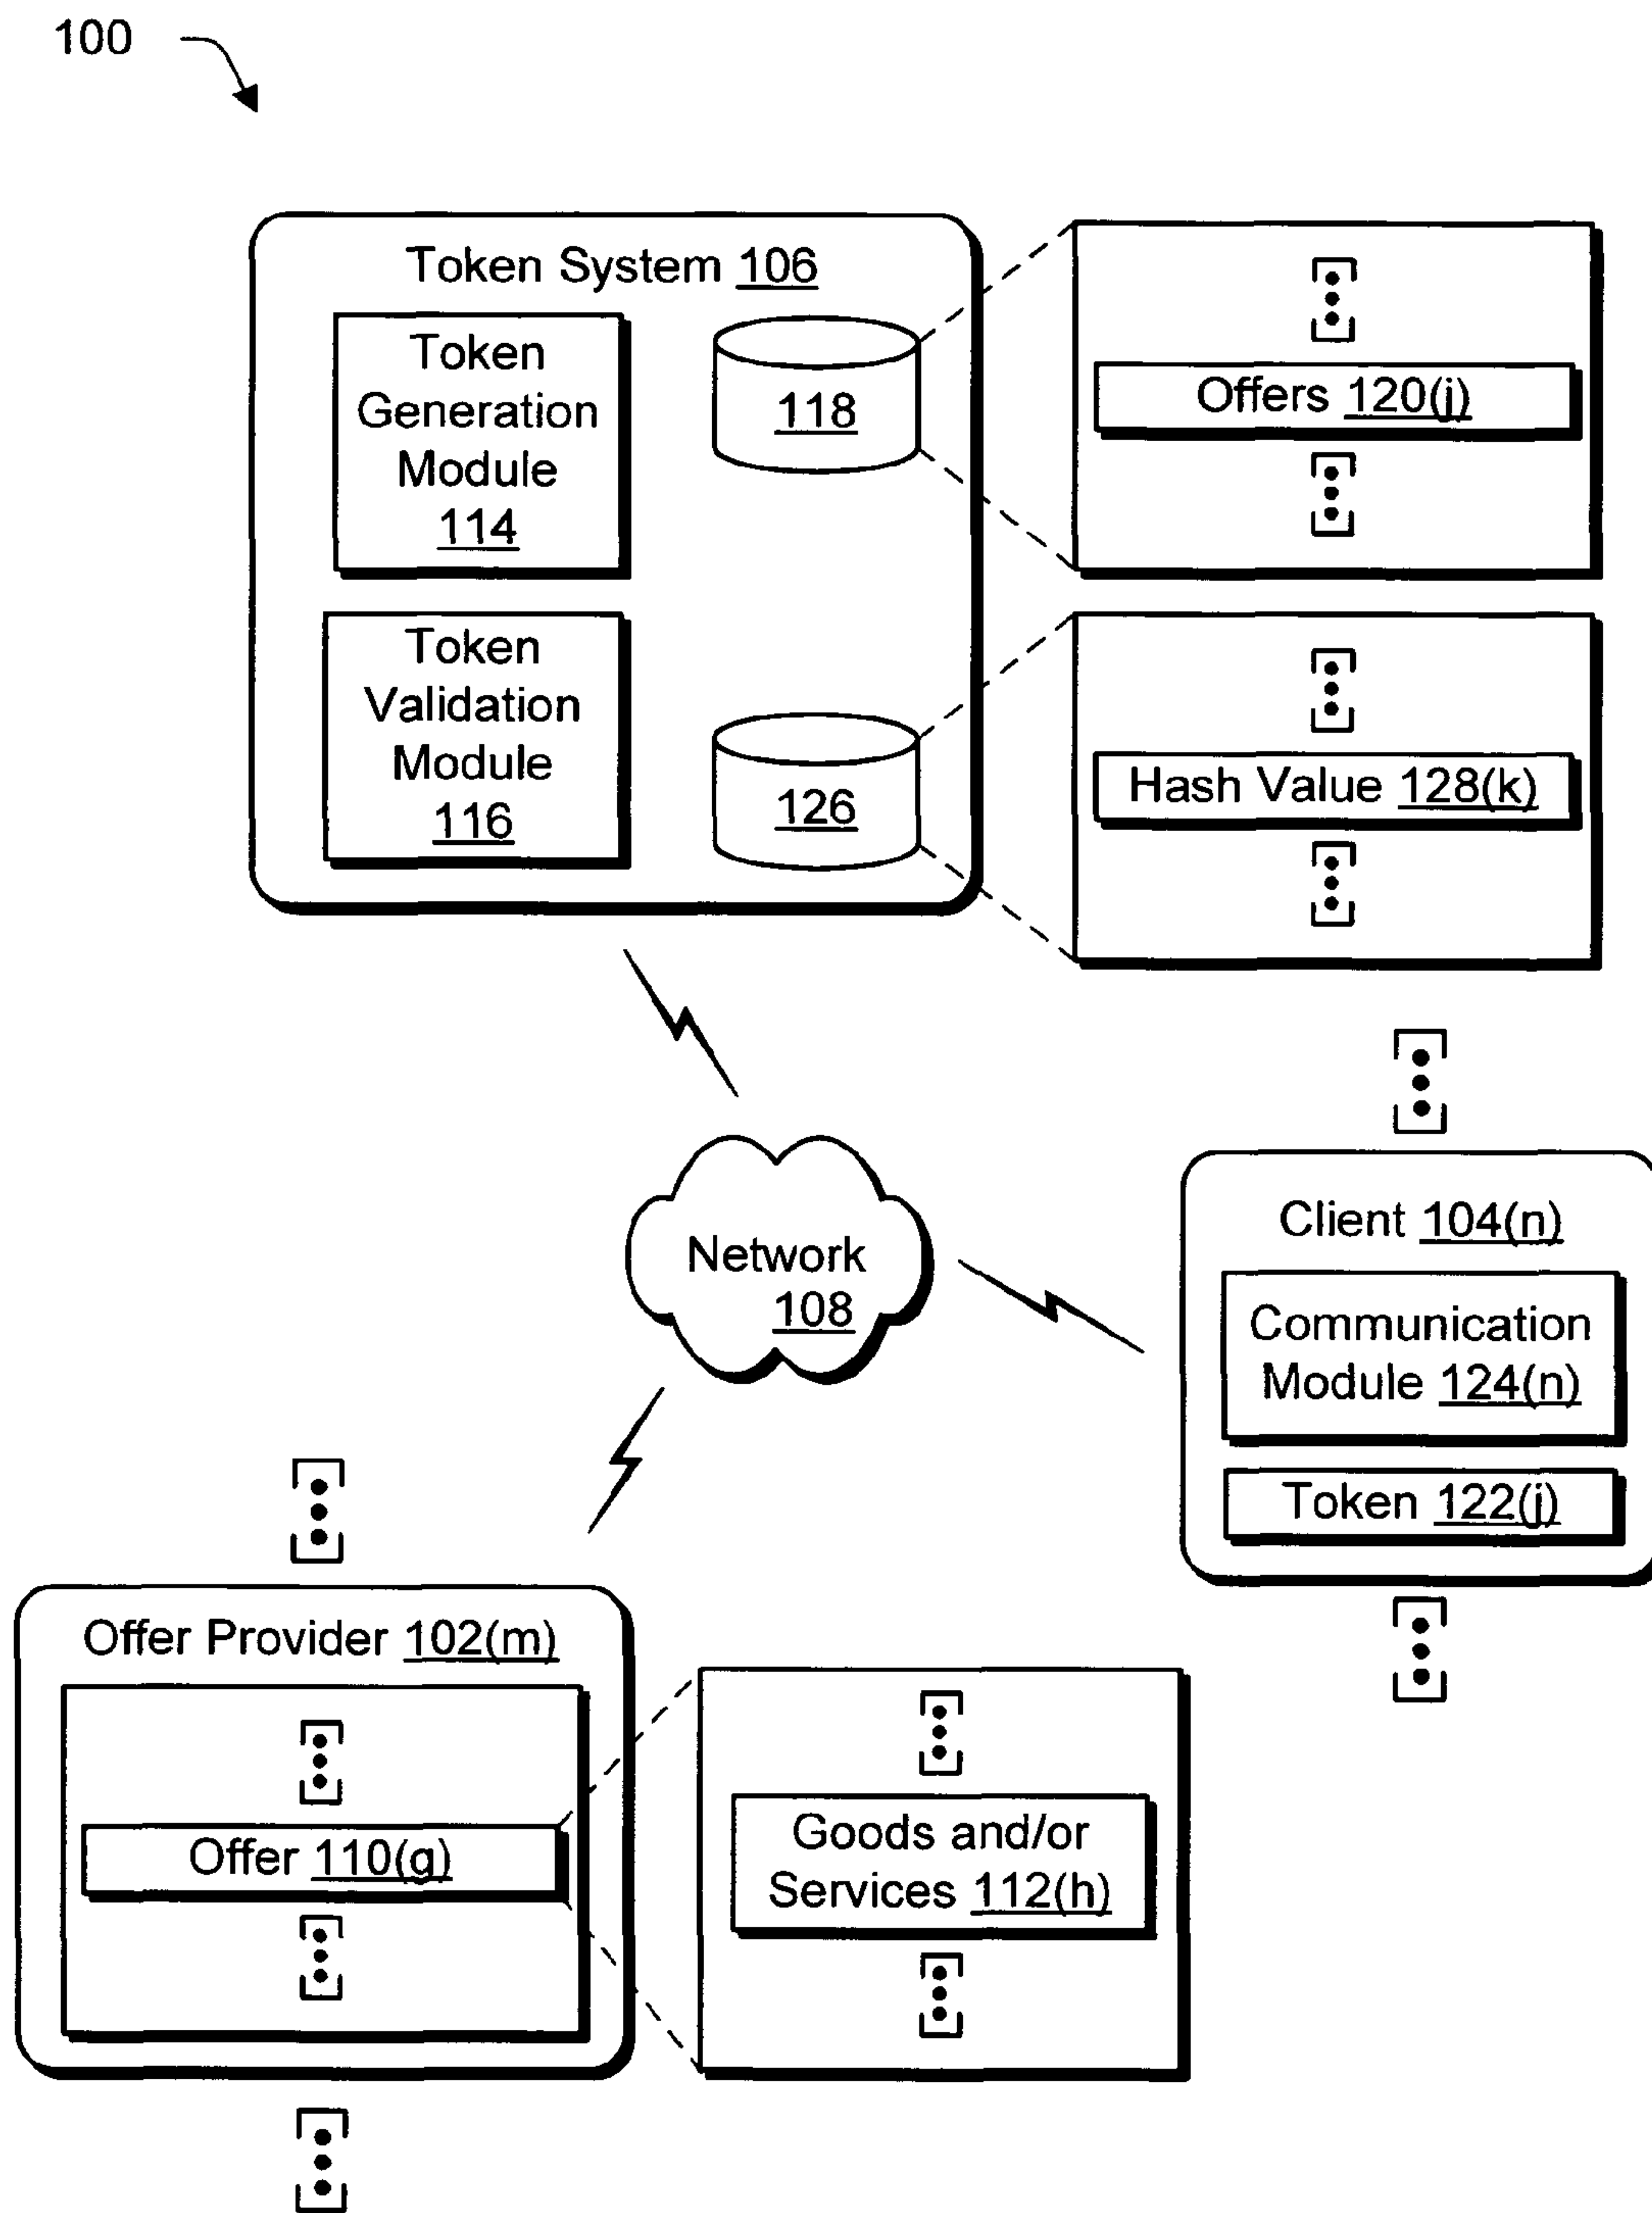 100
Token System 106
Token
Generation
Module
114
118
Offers 120(j)
Token
Validation
Module
116
126
Hash Value 128(k)
Network
108
Client 104(n)
Communication
Module 124(n)
Token 122(j)
Offer Provider 102(m)
Offer 110(g)
Goods and/or
Services 112(h)